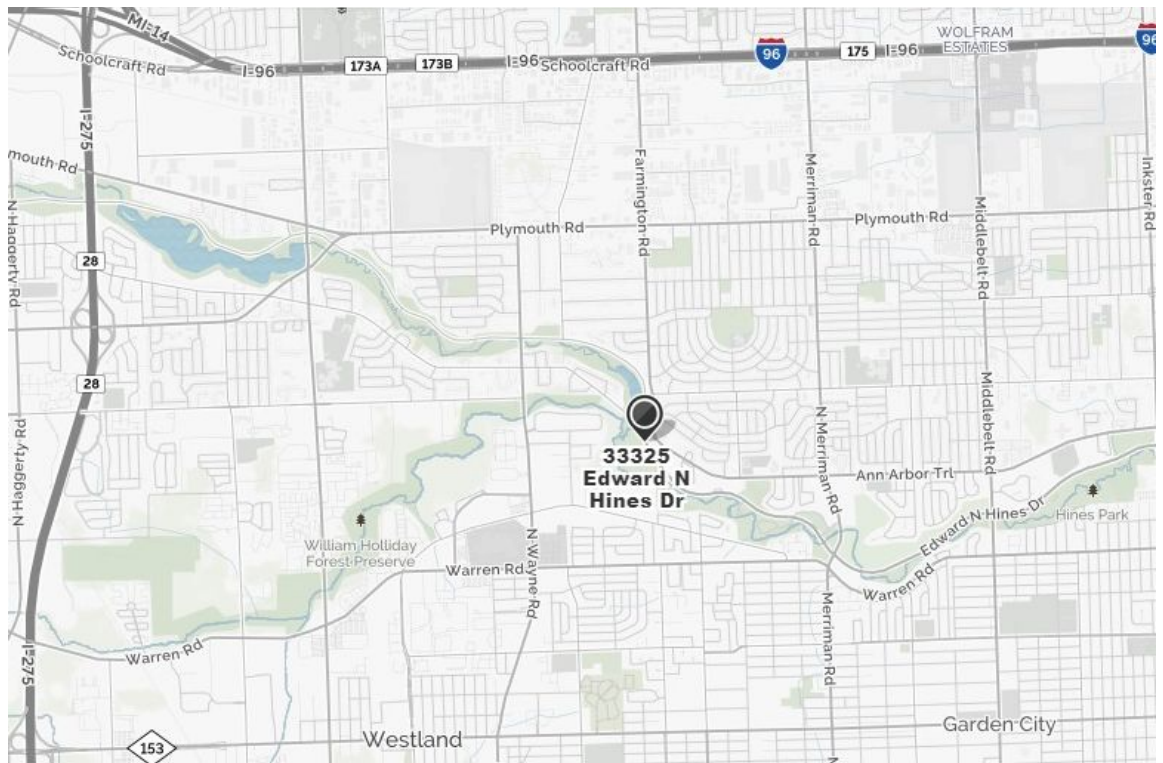 MI-14
WOLFRAM
ESTATES
Schoolcraft Rd
I-96
173A
173B
I-96
Schoolcraft Rd
96
175
I-96
96
I-275
mouth Rd
Farmington Rd
Merriman Rd
Inkster Rd
N Haggerty Rd
Plymouth Rd
Plymouth Rd
Middlebelt Rd
28
28
Middlebelt Rd
N Haggerty Rd
33325
Edward N
Hines Dr
N Merriman Rd
Ann Arbor Trl
Edward N Hines Dr
Hines Park
William Holliday
Forest Preserve
N Wayne Rd
Warren Rd
Warren Rd
Merriman Rd
Warren Rd
I-275
153
Westland
Garden City